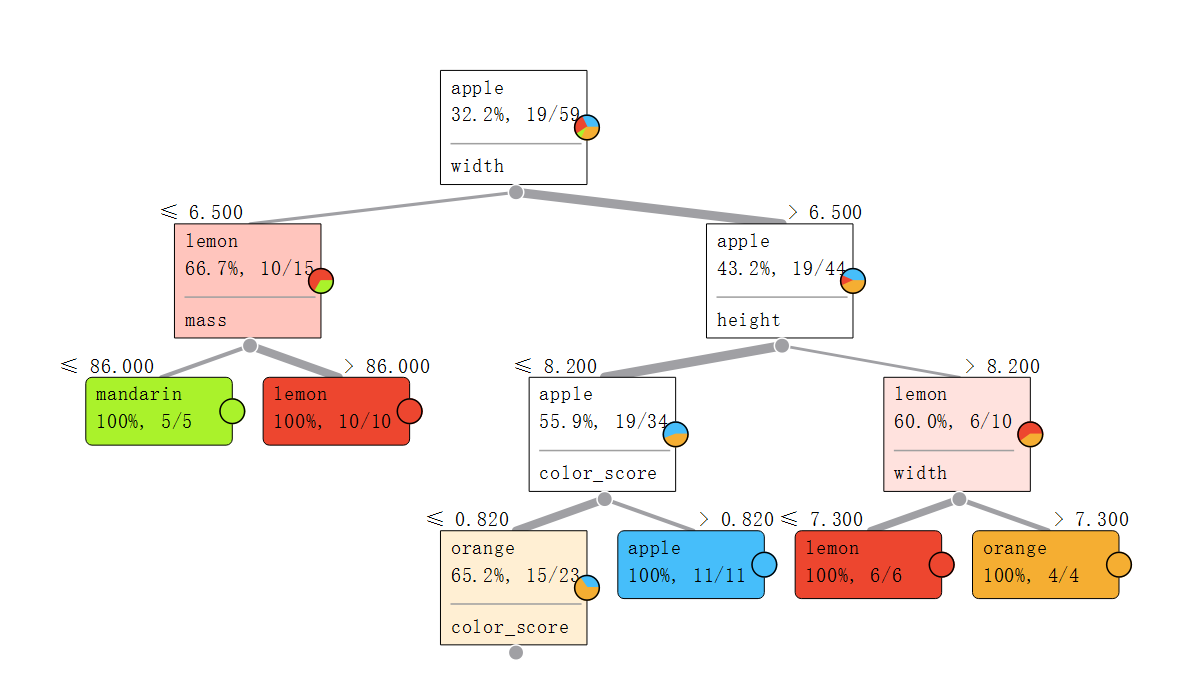 apple
32.2%, 19/59
width
≤ 6.500
> 6.500
lemon
66.7%, 10/15
mass
apple
43.2%, 19/44
height
≤ 86.000
> 86.000
≤ 8.200
> 8.200
mandarin
100%, 5/5
lemon
100%, 10/10
apple
55.9%, 19/34
color_score
lemon
60.0%, 6/10
width
≤ 0.820
> 0.820
≤ 7.300
> 7.300
orange
65.2%, 15/23
color_score
apple
100%, 11/11
lemon
100%, 6/6
orange
100%, 4/4